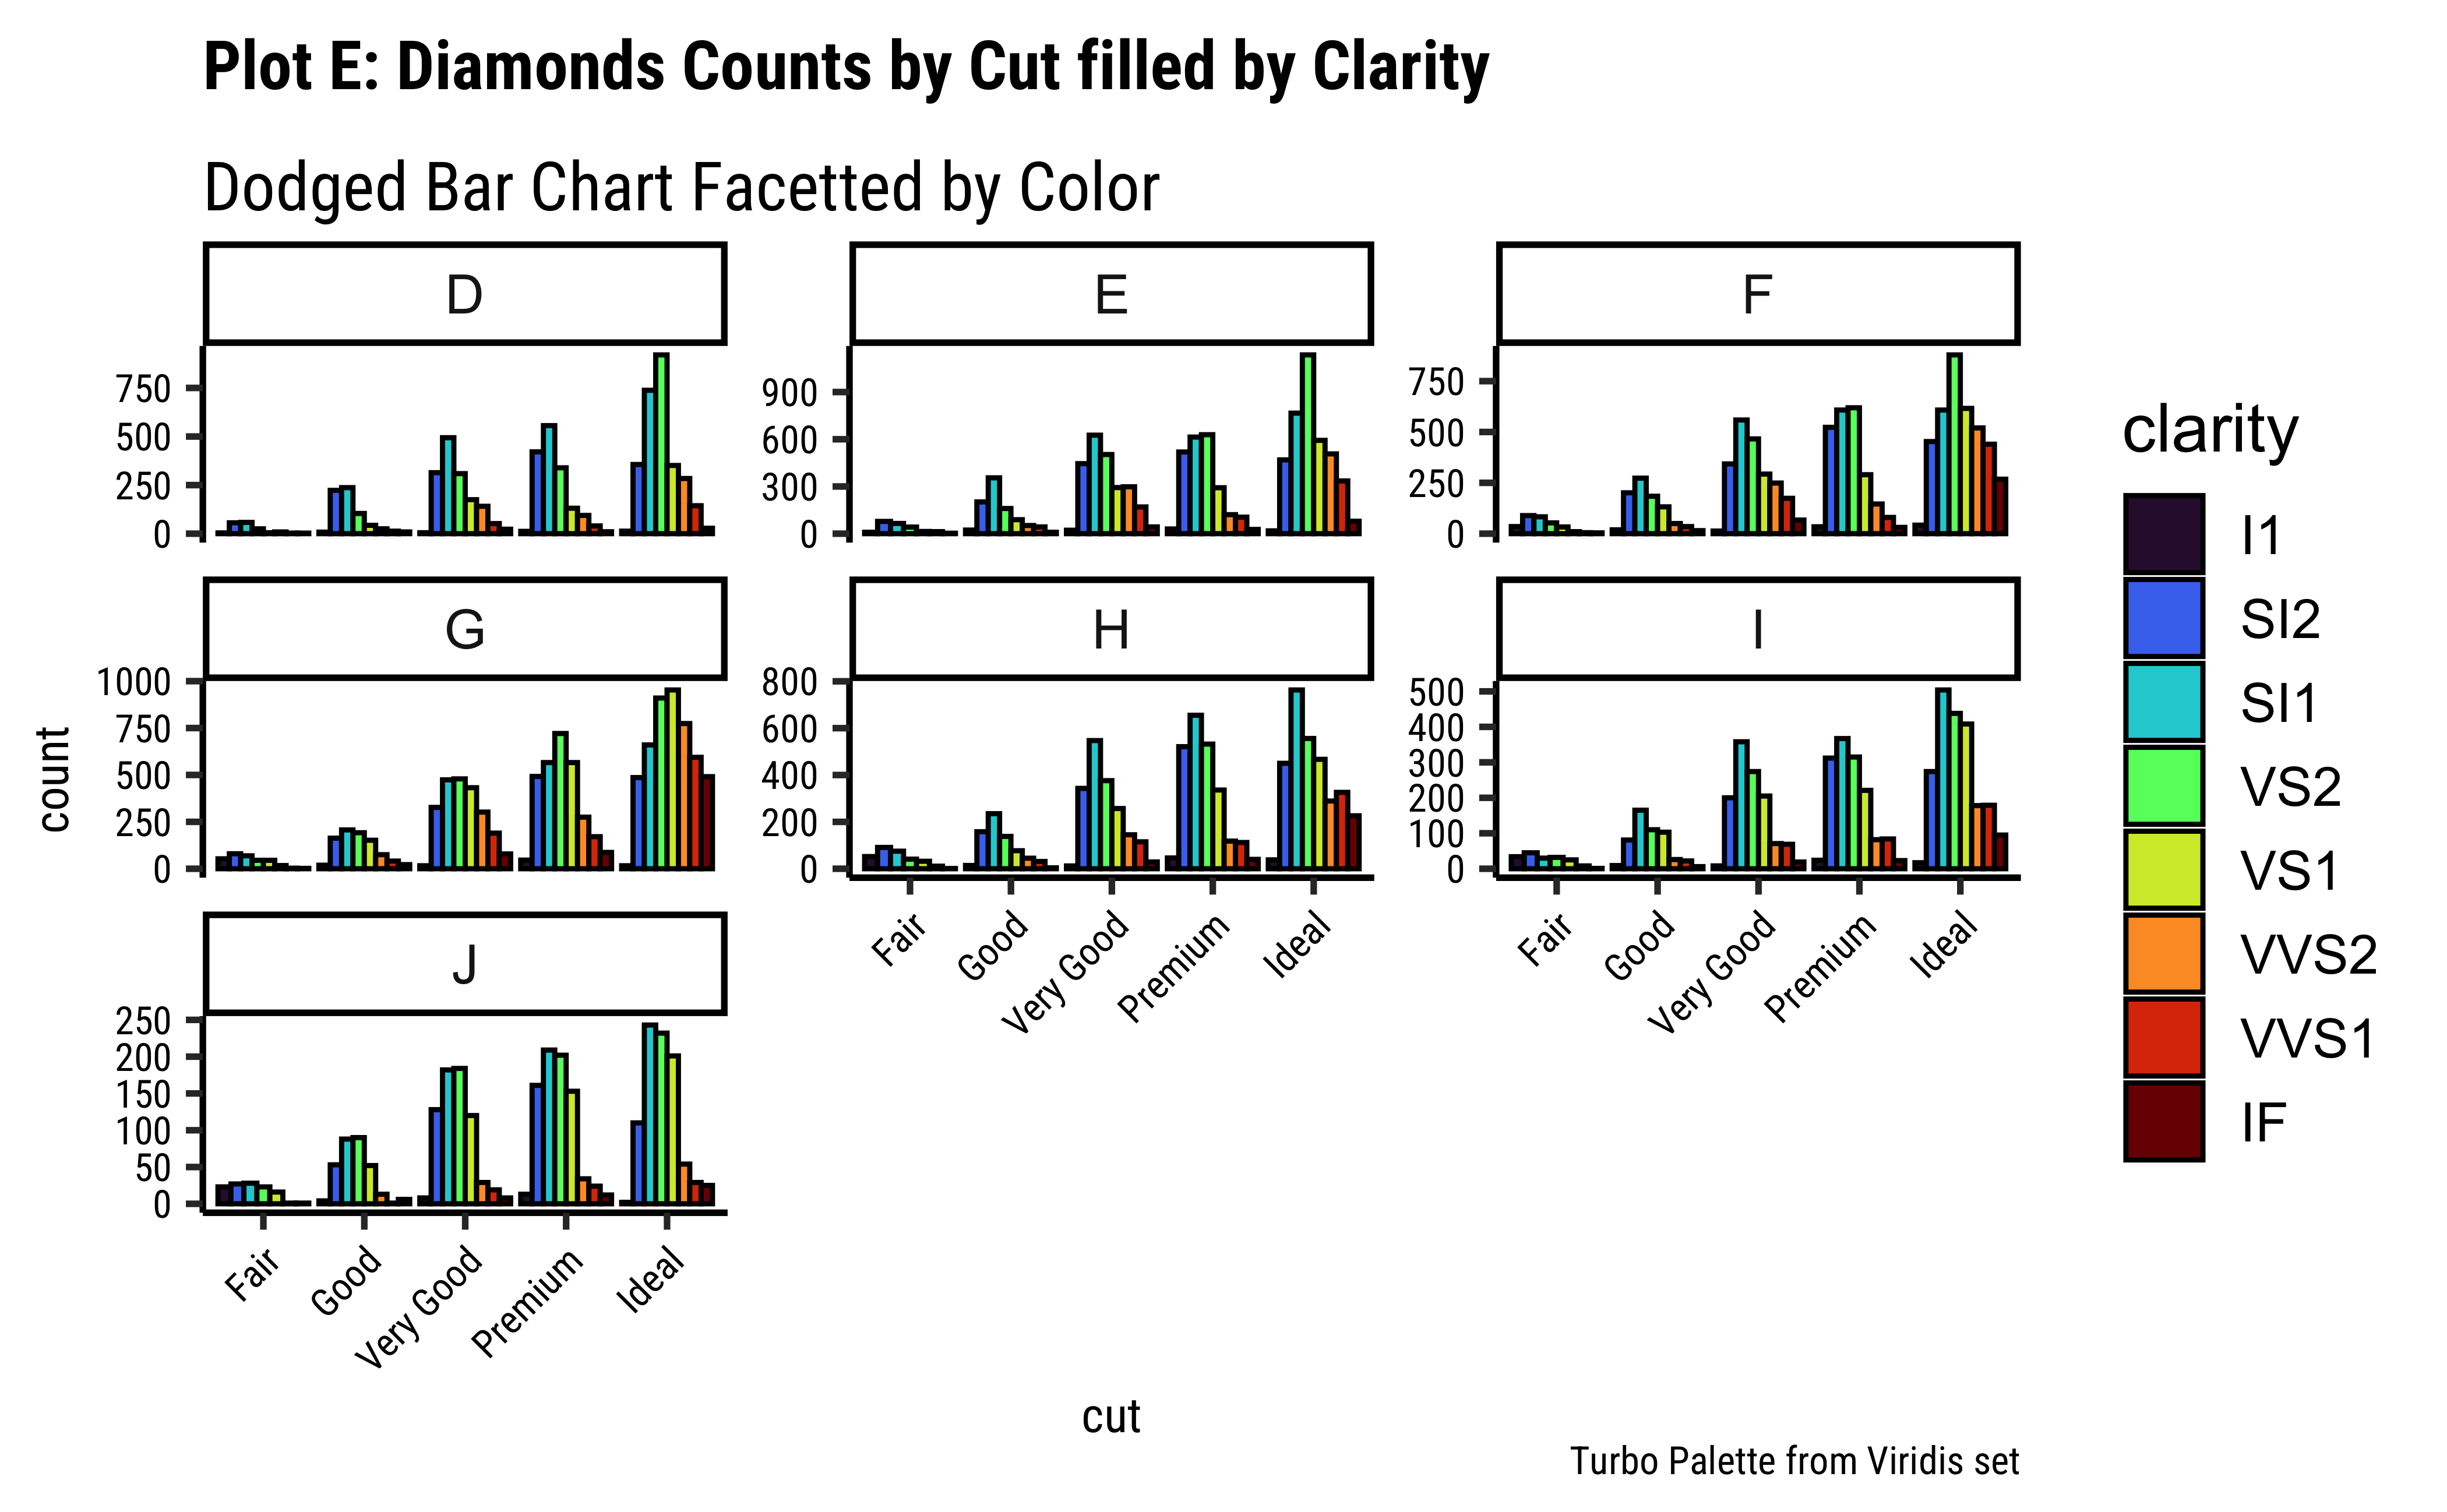 Plot E: Diamonds Counts by Cut filled by Clarity
Dodged Bar Chart Facetted by Color
D
E
F
750
500
250
0
900
600
300
0
750
500
250
0
G
H
I
1000
750
500
250
0
800
600
400
200
0
500
400
300
200
100
0
Fair
Good
Very Good
Premium
Ideal
Fair
Good
Very Good
Premium
Ideal
J
250
200
150
100
50
0
Fair
Good
Very Good
Premium
Ideal
count
cut
clarity
I1
SI2
SI1
VS2
VS1
VVS2
VVS1
IF
Turbo Palette from Viridis set